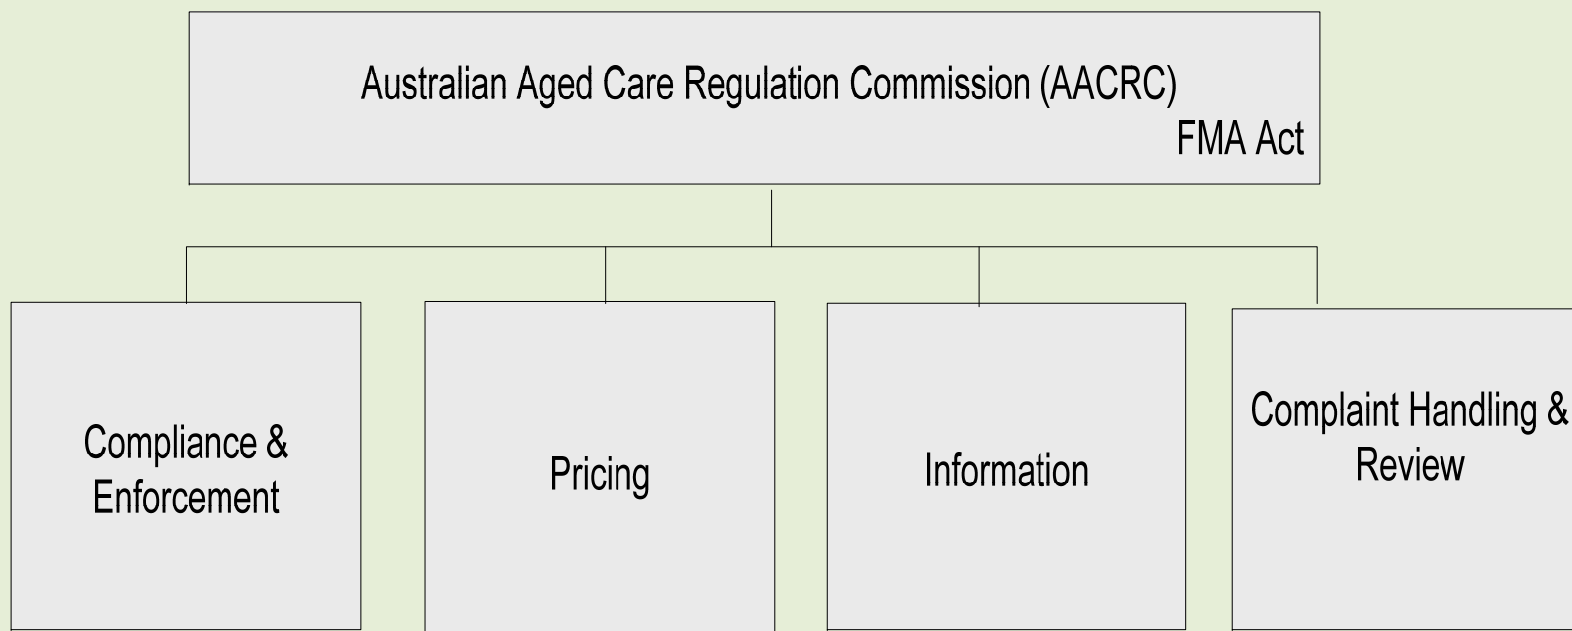 Australian Aged Care Regulation Commission (AACRC)
FMA Act
Compliance &
Enforcement
Pricing
Information
Complaint Handling &
Review